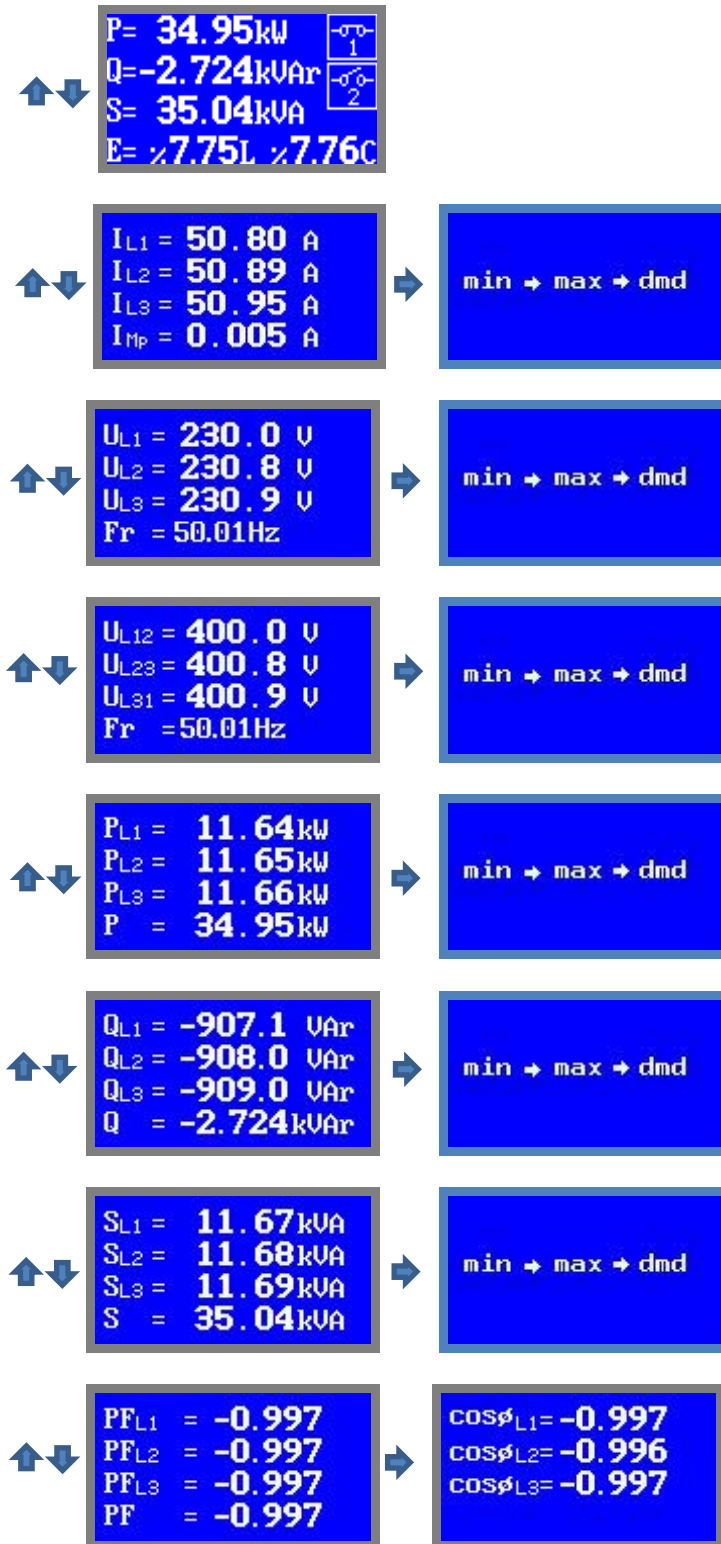 P= 34.95kW
1
Q=-2.724kVAr
2
S= 35.04kVA
E= %7.75L %7.76C
IL1 = 50.80 A
IL2 = 50.89 A
IL3 = 50.95 A
IMP = 0.005 A
min → max → dmd
UL1 = 230.0 V
UL2 = 230.8 V
UL3 = 230.9 V
Fr = 50.01Hz
min → max → dmd
UL12 = 400.0 V
UL23 = 400.8 V
UL31 = 400.9 V
Fr =50.01Hz
min → max → dmd
PL1 = 11.64kW
PL2 = 11.65kW
PL3 = 11.66kW
P = 34.95kW
min → max → dmd
QL1 = -907.1 VAr
QL2 = -908.0 VAr
QL3 = -909.0 VAr
Q = -2.724kVAr
min → max → dmd
SL1 = 11.67kVA
SL2 = 11.68kVA
SL3 = 11.69kVA
S = 35.04kVA
min → max → dmd
PFL1 = -0.997
PFL2 = -0.997
PFL3 = -0.997
PF = -0.997
cosøL1=-0.997
cosøL2=-0.996
cosøL3=-0.997